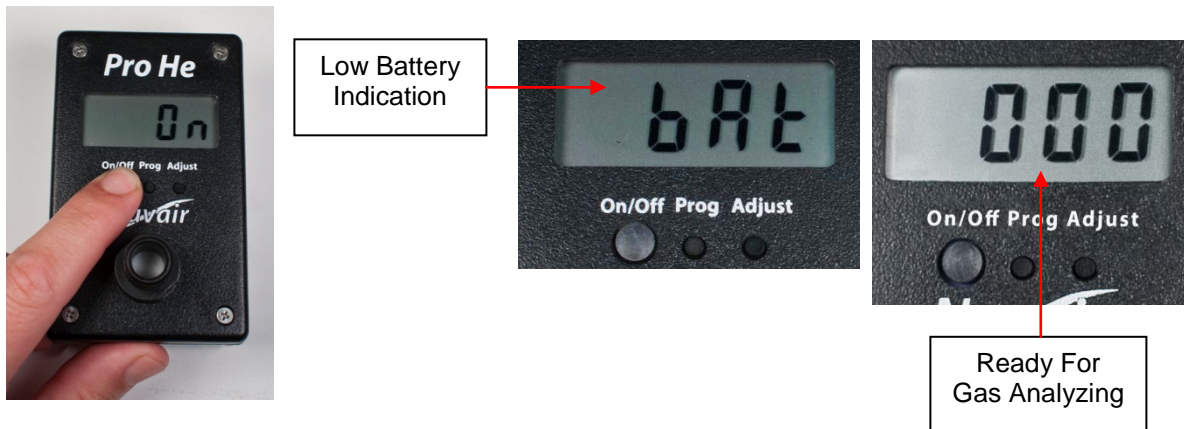 Pro He
On
On/Off Prog Adjust
Low Battery
Indication
bAt
On/Off Prog Adjust
000
On/Off Prog Adjust
Ready For
Gas Analyzing